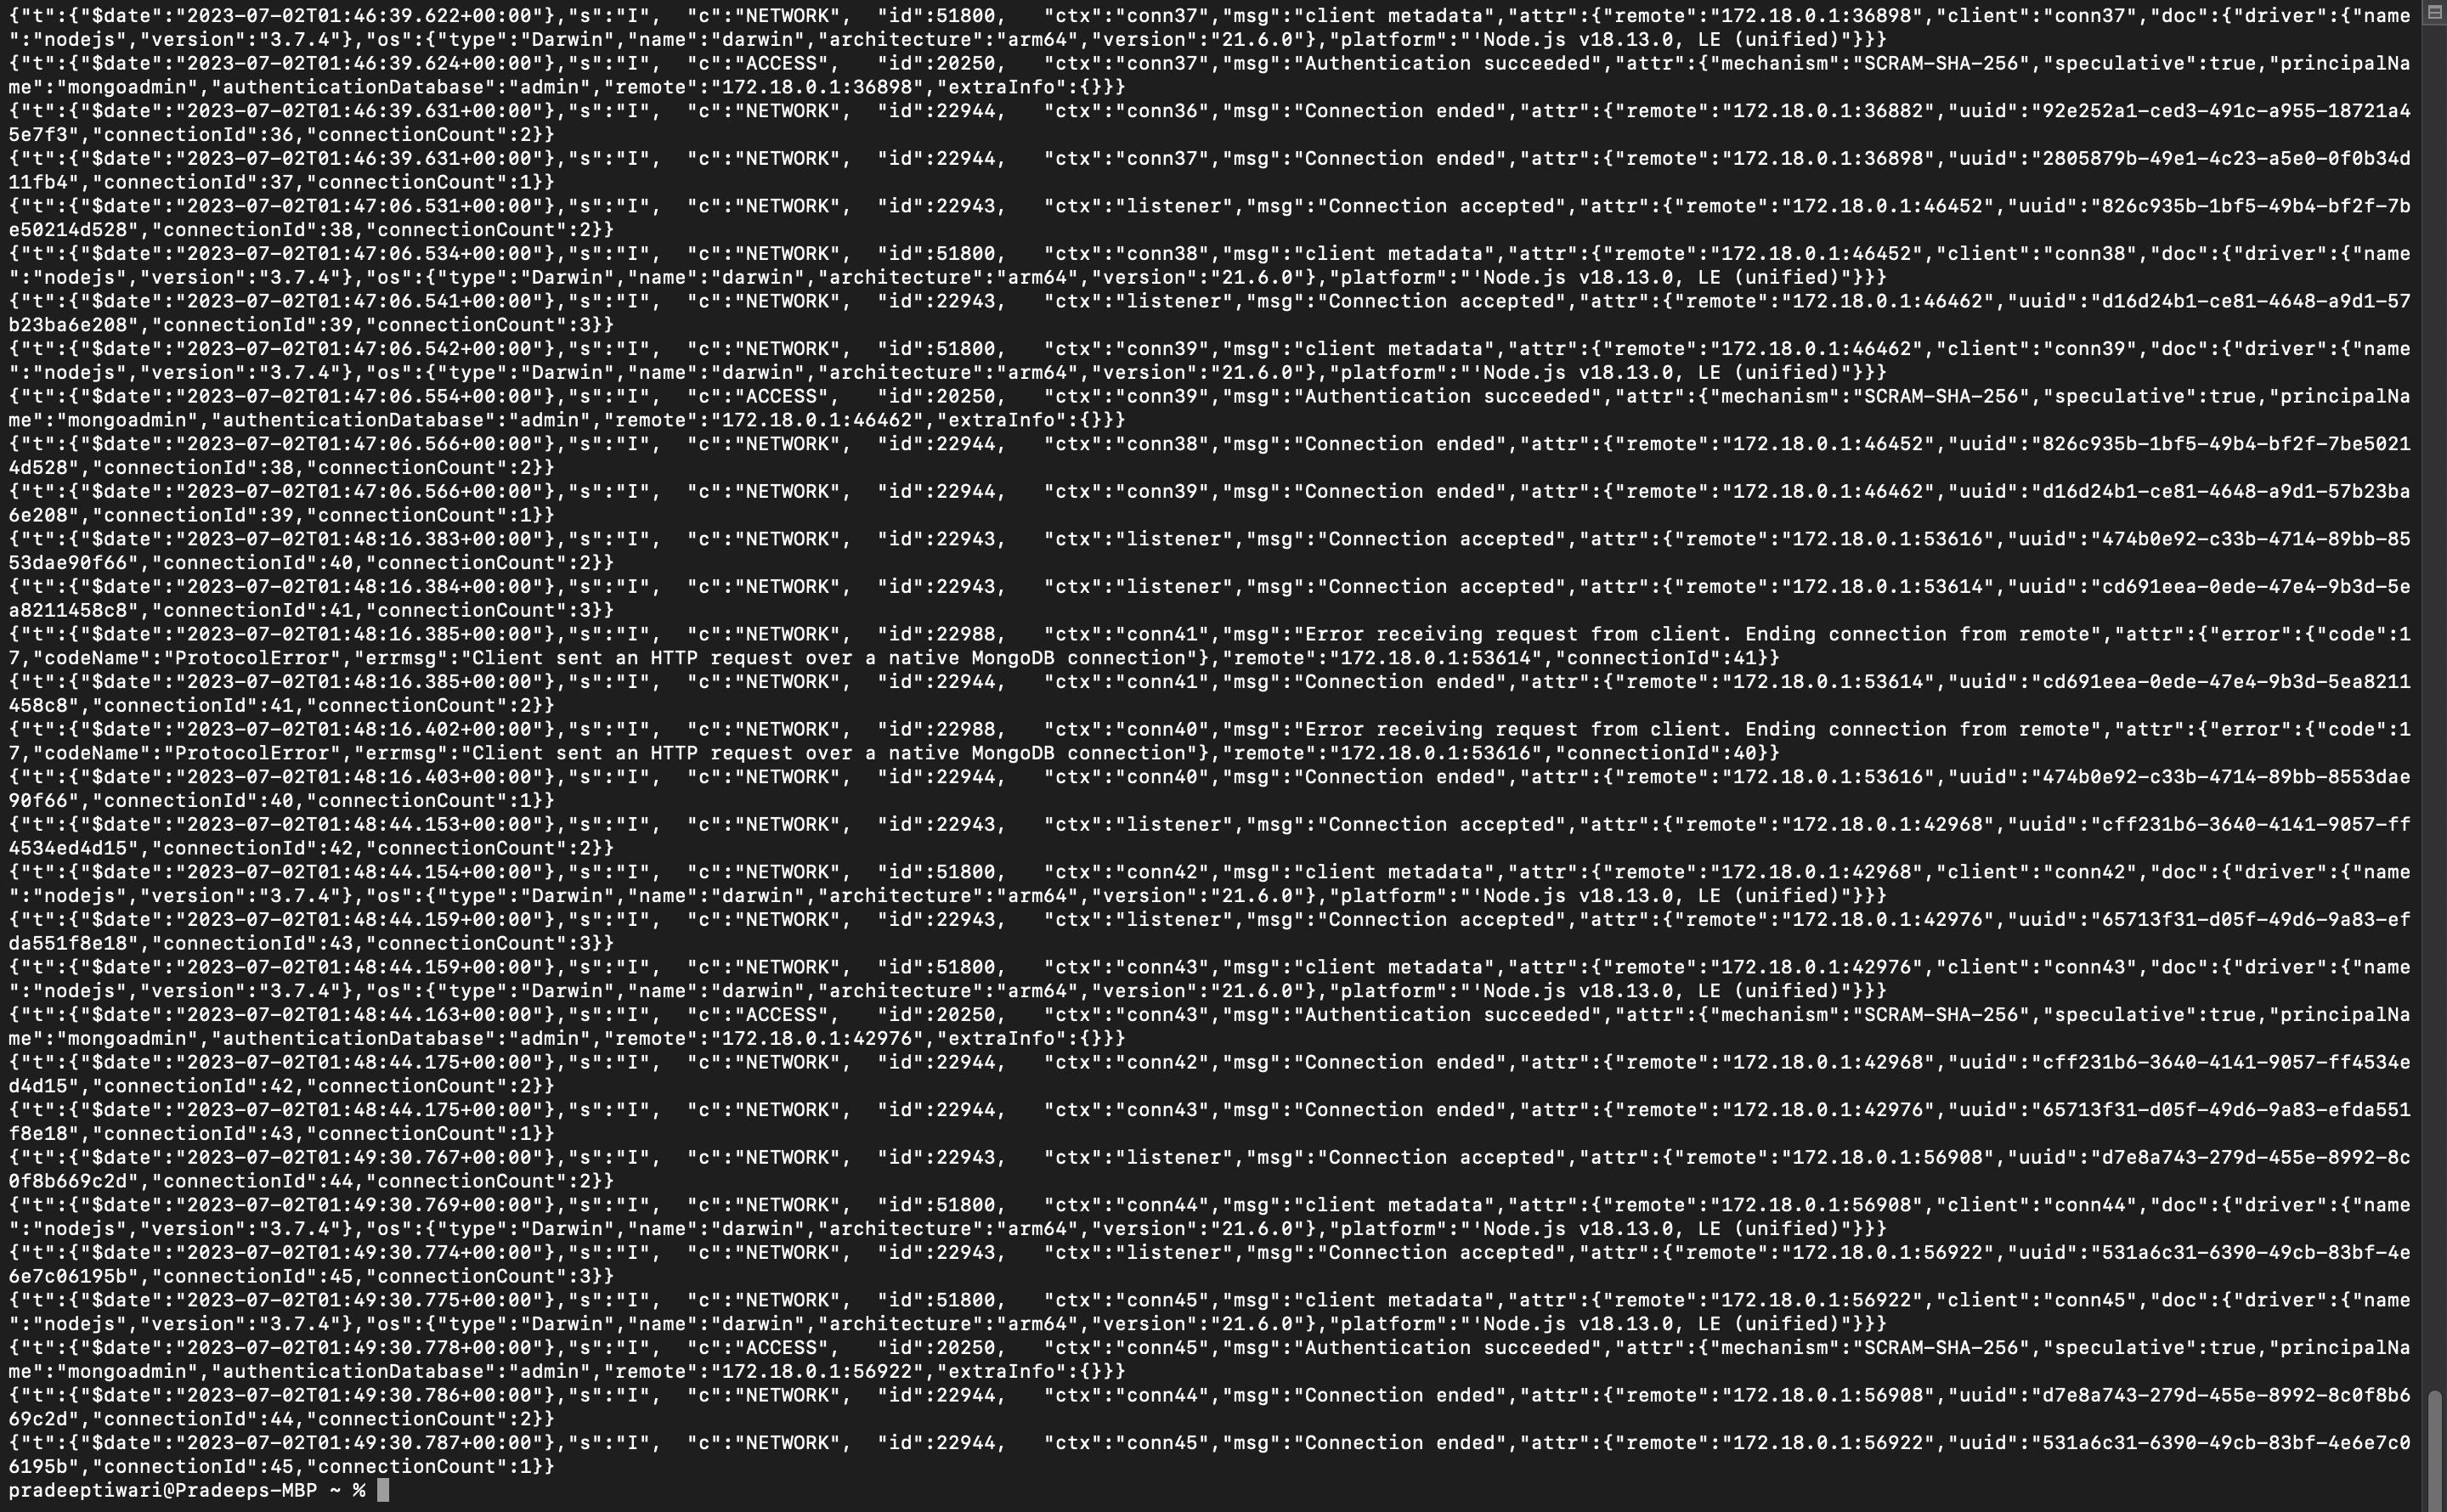 {"t":{"$date":"2023-07-02T01:46:39.622+00:00"},"s":"I",  "c":"NETWORK",  "id":51800,   "ctx":"conn37","msg":"client metadata","attr":{"remote":"172.18.0.1:36898","client":"conn37","doc":{"driver":{"name
":"nodejs","version":"3.7.4"},"os":{"type":"Darwin","name":"darwin","architecture":"arm64","version":"21.6.0"},"platform":"'Node.js v18.13.0, LE (unified)"}}}
{"t":{"$date":"2023-07-02T01:46:39.624+00:00"},"s":"I",  "c":"ACCESS",   "id":20250,   "ctx":"conn37","msg":"Authentication succeeded","attr":{"mechanism":"SCRAM-SHA-256","speculative":true,"principalNa
me":"mongoadmin","authenticationDatabase":"admin","remote":"172.18.0.1:36898","extraInfo":{}}}
{"t":{"$date":"2023-07-02T01:46:39.631+00:00"},"s":"I",  "c":"NETWORK",  "id":22944,   "ctx":"conn36","msg":"Connection ended","attr":{"remote":"172.18.0.1:36882","uuid":"92e252a1-ced3-491c-a955-18721a4
5e7f3","connectionId":36,"connectionCount":2}}
{"t":{"$date":"2023-07-02T01:46:39.631+00:00"},"s":"I",  "c":"NETWORK",  "id":22944,   "ctx":"conn37","msg":"Connection ended","attr":{"remote":"172.18.0.1:36898","uuid":"2805879b-49e1-4c23-a5e0-0f0b34d
11fb4","connectionId":37,"connectionCount":1}}
{"t":{"$date":"2023-07-02T01:47:06.531+00:00"},"s":"I",  "c":"NETWORK",  "id":22943,   "ctx":"listener","msg":"Connection accepted","attr":{"remote":"172.18.0.1:46452","uuid":"826c935b-1bf5-49b4-bf2f-7b
e50214d528","connectionId":38,"connectionCount":2}}
{"t":{"$date":"2023-07-02T01:47:06.534+00:00"},"s":"I",  "c":"NETWORK",  "id":51800,   "ctx":"conn38","msg":"client metadata","attr":{"remote":"172.18.0.1:46452","client":"conn38","doc":{"driver":{"name
":"nodejs","version":"3.7.4"},"os":{"type":"Darwin","name":"darwin","architecture":"arm64","version":"21.6.0"},"platform":"'Node.js v18.13.0, LE (unified)"}}}
{"t":{"$date":"2023-07-02T01:47:06.541+00:00"},"s":"I",  "c":"NETWORK",  "id":22943,   "ctx":"listener","msg":"Connection accepted","attr":{"remote":"172.18.0.1:46462","uuid":"d16d24b1-ce81-4648-a9d1-57
b23ba6e208","connectionId":39,"connectionCount":3}}
{"t":{"$date":"2023-07-02T01:47:06.542+00:00"},"s":"I",  "c":"NETWORK",  "id":51800,   "ctx":"conn39","msg":"client metadata","attr":{"remote":"172.18.0.1:46462","client":"conn39","doc":{"driver":{"name
":"nodejs","version":"3.7.4"},"os":{"type":"Darwin","name":"darwin","architecture":"arm64","version":"21.6.0"},"platform":"'Node.js v18.13.0, LE (unified)"}}}
{"t":{"$date":"2023-07-02T01:47:06.554+00:00"},"s":"I",  "c":"ACCESS",   "id":20250,   "ctx":"conn39","msg":"Authentication succeeded","attr":{"mechanism":"SCRAM-SHA-256","speculative":true,"principalNa
me":"mongoadmin","authenticationDatabase":"admin","remote":"172.18.0.1:46462","extraInfo":{}}}
{"t":{"$date":"2023-07-02T01:47:06.566+00:00"},"s":"I",  "c":"NETWORK",  "id":22944,   "ctx":"conn38","msg":"Connection ended","attr":{"remote":"172.18.0.1:46452","uuid":"826c935b-1bf5-49b4-bf2f-7be5021
4d528","connectionId":38,"connectionCount":2}}
{"t":{"$date":"2023-07-02T01:47:06.566+00:00"},"s":"I",  "c":"NETWORK",  "id":22944,   "ctx":"conn39","msg":"Connection ended","attr":{"remote":"172.18.0.1:46462","uuid":"d16d24b1-ce81-4648-a9d1-57b23ba
6e208","connectionId":39,"connectionCount":1}}
{"t":{"$date":"2023-07-02T01:48:16.383+00:00"},"s":"I",  "c":"NETWORK",  "id":22943,   "ctx":"listener","msg":"Connection accepted","attr":{"remote":"172.18.0.1:53616","uuid":"474b0e92-c33b-4714-89bb-85
53dae90f66","connectionId":40,"connectionCount":2}}
{"t":{"$date":"2023-07-02T01:48:16.384+00:00"},"s":"I",  "c":"NETWORK",  "id":22943,   "ctx":"listener","msg":"Connection accepted","attr":{"remote":"172.18.0.1:53614","uuid":"cd691eea-0ede-47e4-9b3d-5e
a8211458c8","connectionId":41,"connectionCount":3}}
{"t":{"$date":"2023-07-02T01:48:16.385+00:00"},"s":"I",  "c":"NETWORK",  "id":22988,   "ctx":"conn41","msg":"Error receiving request from client. Ending connection from remote","attr":{"error":{"code":1
7,"codeName":"ProtocolError","errmsg":"Client sent an HTTP request over a native MongoDB connection"},"remote":"172.18.0.1:53614","connectionId":41}}
{"t":{"$date":"2023-07-02T01:48:16.385+00:00"},"s":"I",  "c":"NETWORK",  "id":22944,   "ctx":"conn41","msg":"Connection ended","attr":{"remote":"172.18.0.1:53614","uuid":"cd691eea-0ede-47e4-9b3d-5ea8211
458c8","connectionId":41,"connectionCount":2}}
{"t":{"$date":"2023-07-02T01:48:16.402+00:00"},"s":"I",  "c":"NETWORK",  "id":22988,   "ctx":"conn40","msg":"Error receiving request from client. Ending connection from remote","attr":{"error":{"code":1
7,"codeName":"ProtocolError","errmsg":"Client sent an HTTP request over a native MongoDB connection"},"remote":"172.18.0.1:53616","connectionId":40}}
{"t":{"$date":"2023-07-02T01:48:16.403+00:00"},"s":"I",  "c":"NETWORK",  "id":22944,   "ctx":"conn40","msg":"Connection ended","attr":{"remote":"172.18.0.1:53616","uuid":"474b0e92-c33b-4714-89bb-8553dae
90f66","connectionId":40,"connectionCount":1}}
{"t":{"$date":"2023-07-02T01:48:44.153+00:00"},"s":"I",  "c":"NETWORK",  "id":22943,   "ctx":"listener","msg":"Connection accepted","attr":{"remote":"172.18.0.1:42968","uuid":"cff231b6-3640-4141-9057-ff
4534ed4d15","connectionId":42,"connectionCount":2}}
{"t":{"$date":"2023-07-02T01:48:44.154+00:00"},"s":"I",  "c":"NETWORK",  "id":51800,   "ctx":"conn42","msg":"client metadata","attr":{"remote":"172.18.0.1:42968","client":"conn42","doc":{"driver":{"name
":"nodejs","version":"3.7.4"},"os":{"type":"Darwin","name":"darwin","architecture":"arm64","version":"21.6.0"},"platform":"'Node.js v18.13.0, LE (unified)"}}}
{"t":{"$date":"2023-07-02T01:48:44.159+00:00"},"s":"I",  "c":"NETWORK",  "id":22943,   "ctx":"listener","msg":"Connection accepted","attr":{"remote":"172.18.0.1:42976","uuid":"65713f31-d05f-49d6-9a83-ef
da551f8e18","connectionId":43,"connectionCount":3}}
{"t":{"$date":"2023-07-02T01:48:44.159+00:00"},"s":"I",  "c":"NETWORK",  "id":51800,   "ctx":"conn43","msg":"client metadata","attr":{"remote":"172.18.0.1:42976","client":"conn43","doc":{"driver":{"name
":"nodejs","version":"3.7.4"},"os":{"type":"Darwin","name":"darwin","architecture":"arm64","version":"21.6.0"},"platform":"'Node.js v18.13.0, LE (unified)"}}}
{"t":{"$date":"2023-07-02T01:48:44.163+00:00"},"s":"I",  "c":"ACCESS",   "id":20250,   "ctx":"conn43","msg":"Authentication succeeded","attr":{"mechanism":"SCRAM-SHA-256","speculative":true,"principalNa
me":"mongoadmin","authenticationDatabase":"admin","remote":"172.18.0.1:42976","extraInfo":{}}}
{"t":{"$date":"2023-07-02T01:48:44.175+00:00"},"s":"I",  "c":"NETWORK",  "id":22944,   "ctx":"conn42","msg":"Connection ended","attr":{"remote":"172.18.0.1:42968","uuid":"cff231b6-3640-4141-9057-ff4534e
d4d15","connectionId":42,"connectionCount":2}}
{"t":{"$date":"2023-07-02T01:48:44.175+00:00"},"s":"I",  "c":"NETWORK",  "id":22944,   "ctx":"conn43","msg":"Connection ended","attr":{"remote":"172.18.0.1:42976","uuid":"65713f31-d05f-49d6-9a83-efda551
f8e18","connectionId":43,"connectionCount":1}}
{"t":{"$date":"2023-07-02T01:49:30.767+00:00"},"s":"I",  "c":"NETWORK",  "id":22943,   "ctx":"listener","msg":"Connection accepted","attr":{"remote":"172.18.0.1:56908","uuid":"d7e8a743-279d-455e-8992-8c
0f8b669c2d","connectionId":44,"connectionCount":2}}
{"t":{"$date":"2023-07-02T01:49:30.769+00:00"},"s":"I",  "c":"NETWORK",  "id":51800,   "ctx":"conn44","msg":"client metadata","attr":{"remote":"172.18.0.1:56908","client":"conn44","doc":{"driver":{"name
":"nodejs","version":"3.7.4"},"os":{"type":"Darwin","name":"darwin","architecture":"arm64","version":"21.6.0"},"platform":"'Node.js v18.13.0, LE (unified)"}}}
{"t":{"$date":"2023-07-02T01:49:30.774+00:00"},"s":"I",  "c":"NETWORK",  "id":22943,   "ctx":"listener","msg":"Connection accepted","attr":{"remote":"172.18.0.1:56922","uuid":"531a6c31-6390-49cb-83bf-4e
6e7c06195b","connectionId":45,"connectionCount":3}}
{"t":{"$date":"2023-07-02T01:49:30.775+00:00"},"s":"I",  "c":"NETWORK",  "id":51800,   "ctx":"conn45","msg":"client metadata","attr":{"remote":"172.18.0.1:56922","client":"conn45","doc":{"driver":{"name
":"nodejs","version":"3.7.4"},"os":{"type":"Darwin","name":"darwin","architecture":"arm64","version":"21.6.0"},"platform":"'Node.js v18.13.0, LE (unified)"}}}
{"t":{"$date":"2023-07-02T01:49:30.778+00:00"},"s":"I",  "c":"ACCESS",   "id":20250,   "ctx":"conn45","msg":"Authentication succeeded","attr":{"mechanism":"SCRAM-SHA-256","speculative":true,"principalNa
me":"mongoadmin","authenticationDatabase":"admin","remote":"172.18.0.1:56922","extraInfo":{}}}
{"t":{"$date":"2023-07-02T01:49:30.786+00:00"},"s":"I",  "c":"NETWORK",  "id":22944,   "ctx":"conn44","msg":"Connection ended","attr":{"remote":"172.18.0.1:56908","uuid":"d7e8a743-279d-455e-8992-8c0f8b6
69c2d","connectionId":44,"connectionCount":2}}
{"t":{"$date":"2023-07-02T01:49:30.787+00:00"},"s":"I",  "c":"NETWORK",  "id":22944,   "ctx":"conn45","msg":"Connection ended","attr":{"remote":"172.18.0.1:56922","uuid":"531a6c31-6390-49cb-83bf-4e6e7c0
6195b","connectionId":45,"connectionCount":1}}
pradeeptiwari@Pradeeps-MBP ~ %